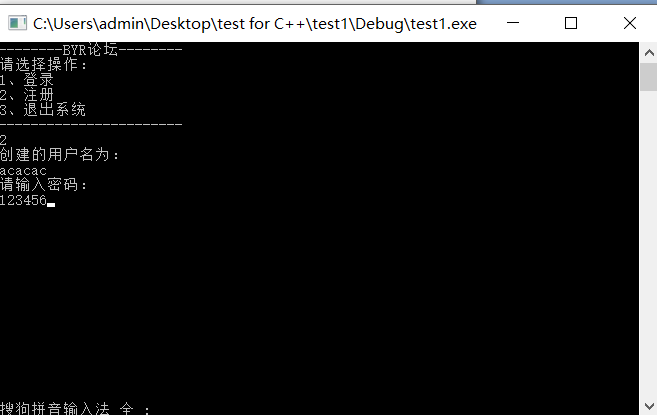 C:\Users\admin\Desktop\test for C++\test1\Debug\test1.exe
--------BYR论坛--------
请选择操作：
1、登录
2、注册
3、退出系统
-----------------------
2
创建的用户名为：
acacac
请输入密码：
123456
搜狗拼音输入法 全 ：